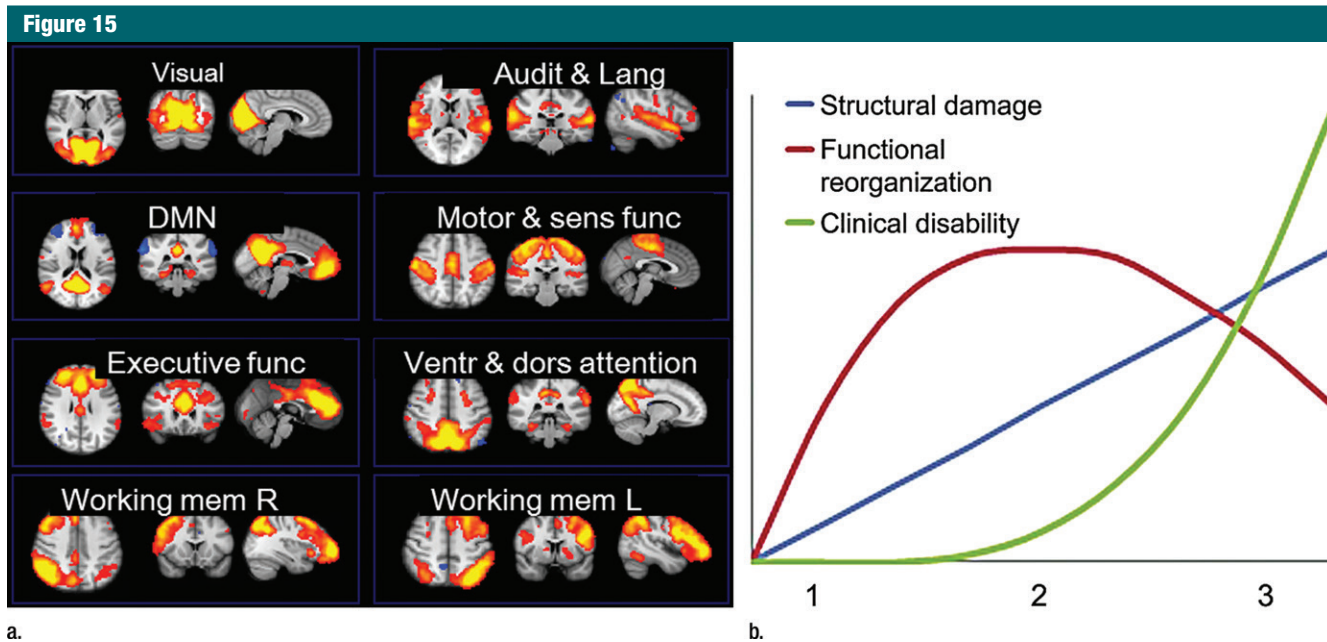 Figure 15
Visual
Audit & Lang
DMN
Motor & sens func
Executive func
Ventr & dors attention
Working mem R
Working mem L
a.
Structural damage
Functional
reorganization
Clinical disability
1 2 3
b.